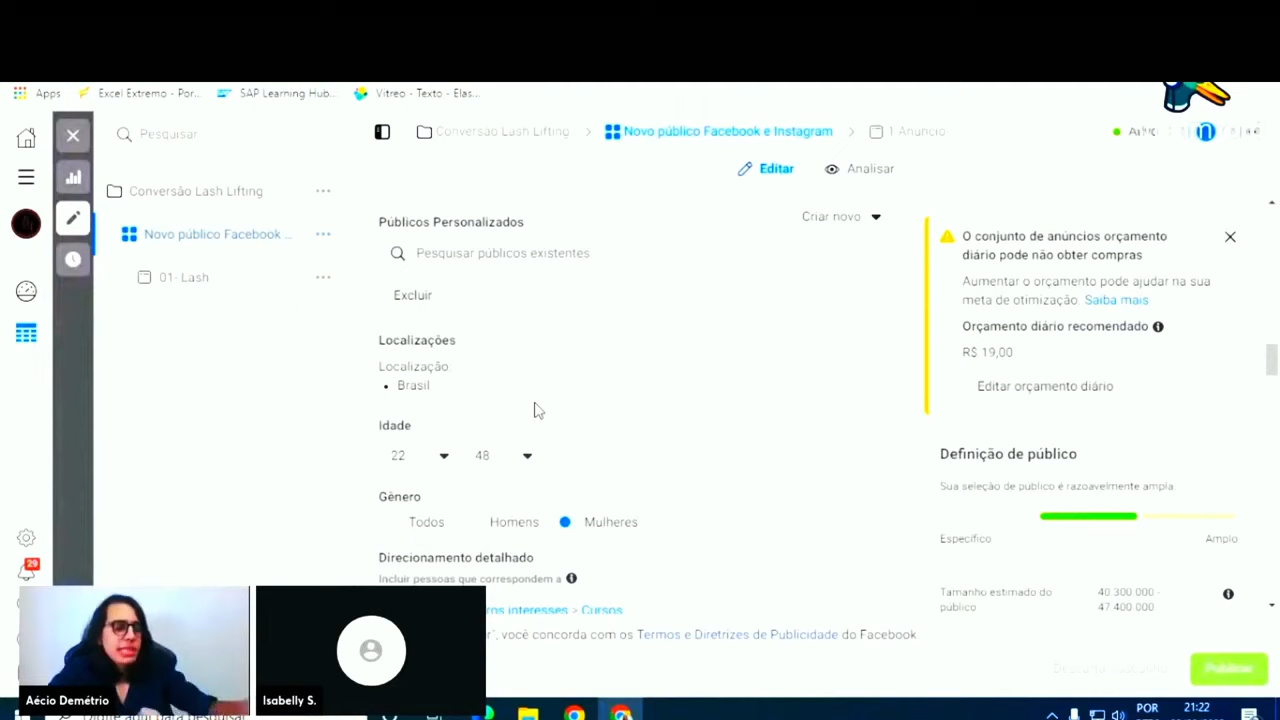 Apps
Excel Extremo - Por...
SAP Learning Hub...
Vitreo - Texto - Elas...
Pesquisar
Conversão Lash Lifting
Novo público Facebook e Instagram
1 Anúncio
Editar
Analisar
Conversão Lash Lifting
Novo público Facebook ...
01- Lash
Públicos Personalizados
Criar novo
Pesquisar públicos existentes
Excluir
Localizações
Localização:
Brasil
Idade
22
48
Gênero
Todos
Homens
Mulheres
Direcionamento detalhado
Incluir pessoas que correspondem a
interesses > Cursos
você concorda com os Termos e Diretrizes de Publicidade do Facebook
O conjunto de anúncios orçamento
diário pode não obter compras
Aumentar o orçamento pode ajudar na sua
meta de otimização. Saiba mais
Orçamento diário recomendado
R$ 19,00
Editar orçamento diário
Definição de público
Sua seleção de público é razoavelmente ampla.
Específico
Amplo
Tamanho estimado do
público
40 300 000 -
47 400 000
Publicar
29
Aécio Demétrio
Isabelly S.
POR
21:22